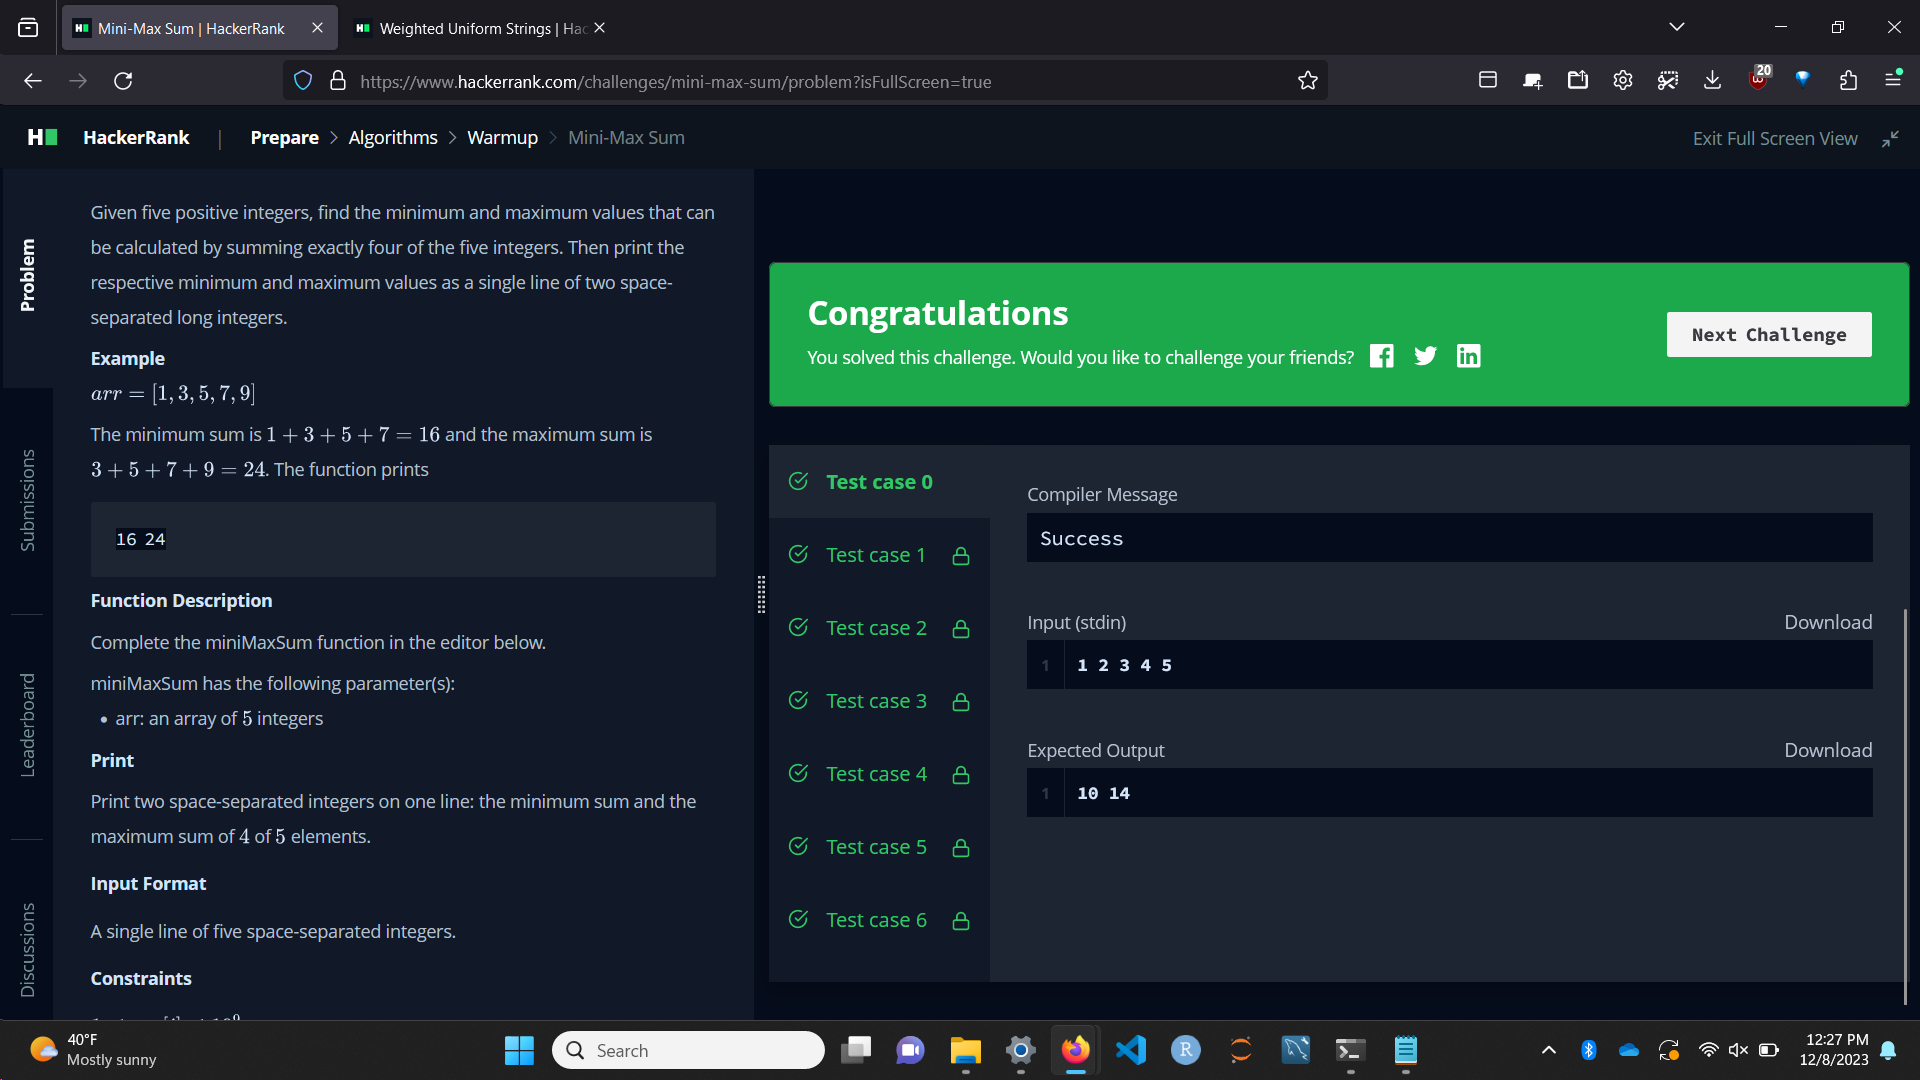 Mini-Max Sum | HackerRank
Weighted Uniform Strings | Hac
https://www.hackerrank.com/challenges/mini-max-sum/problem?isFullScreen=true
20
HackerRank | Prepare > Algorithms > Warmup > Mini-Max Sum
Exit Full Screen View
Problem
Submissions
Leaderboard
Discussions
Given five positive integers, find the minimum and maximum values that can
be calculated by summing exactly four of the five integers. Then print the
respective minimum and maximum values as a single line of two space-
separated long integers.
Example
arr = [1, 3, 5, 7, 9]
The minimum sum is 1 + 3 + 5 + 7 = 16 and the maximum sum is
3 + 5 + 7 + 9 = 24. The function prints
16 24
Function Description
Complete the miniMaxSum function in the editor below.
miniMaxSum has the following parameter(s):
• arr: an array of 5 integers
Print
Print two space-separated integers on one line: the minimum sum and the
maximum sum of 4 of 5 elements.
Input Format
A single line of five space-separated integers.
Constraints
Congratulations
You solved this challenge. Would you like to challenge your friends?
Next Challenge
Test case 0
Test case 1
Test case 2
Test case 3
Test case 4
Test case 5
Test case 6
Compiler Message
Success
Input (stdin)
Download
1 1 2 3 4 5
Expected Output
Download
1 10 14
40°F
Mostly sunny
Search
12:27 PM
12/8/2023